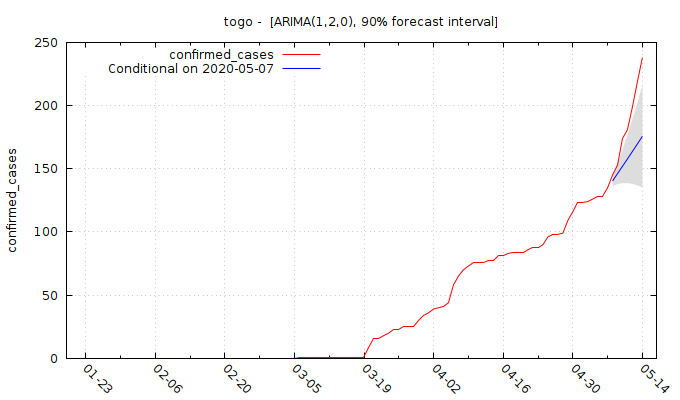 togo - [ARIMA(1,2,0), 90% forecast interval]
confirmed_cases
Conditional on 2020-05-07
confirmed_cases
250
200
150
100
50
0
01-23 02-06 02-20 03-05 03-19 04-02 04-16 04-30 05-14